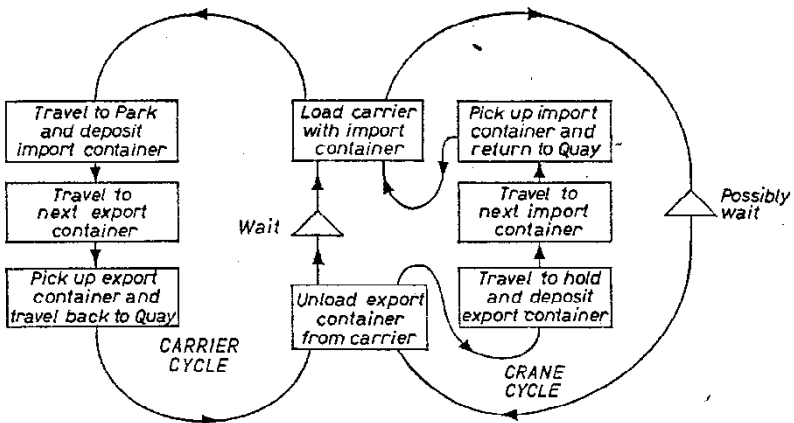 Travel to Park
and deposit
import container
Load carrier
with import
container
Pick up import
container and
return to Quay
Travel to
next export
container
Wait
Travel to
next import
container
Possibly
wait
Pick up export
container and
travel back to Quay
Unload export
container
from carrier
Travel to hold
and deposit
export container
CARRIER
CYCLE
CRANE
CYCLE